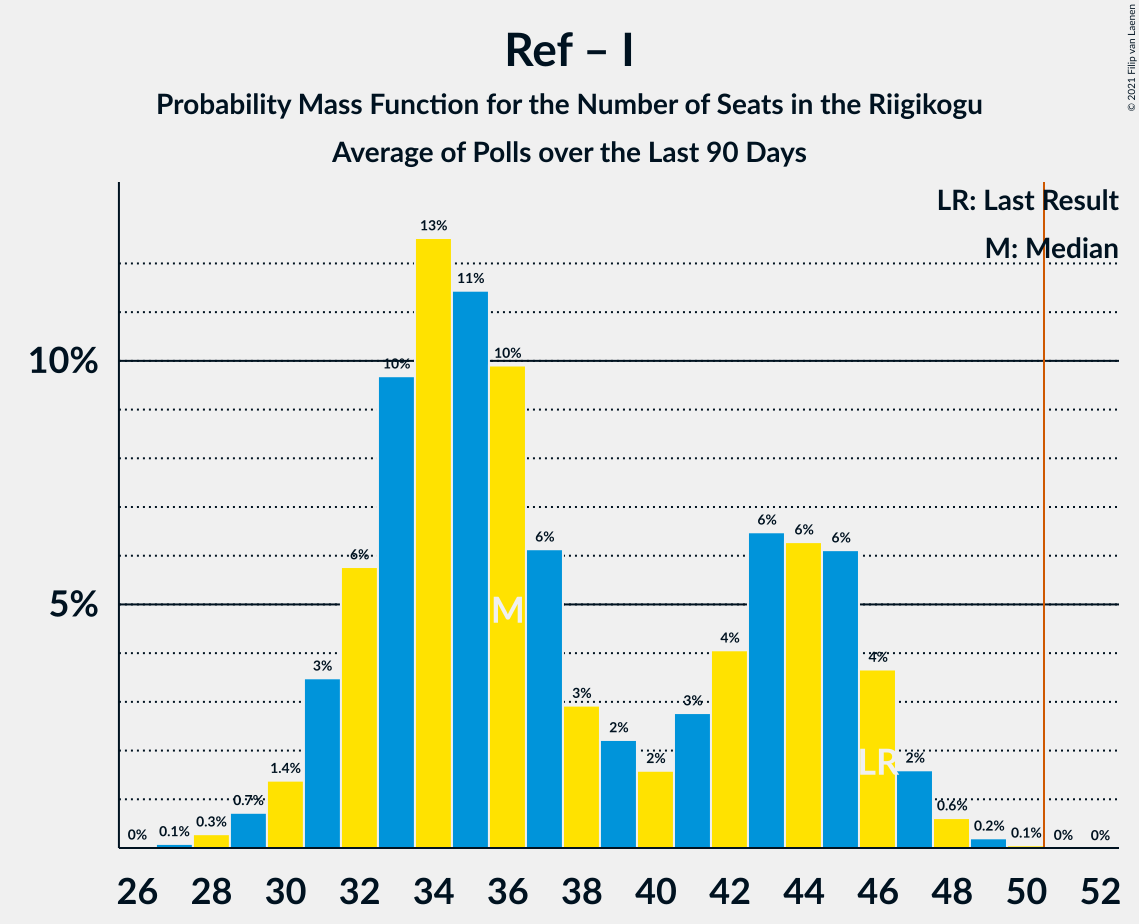 Ref – I
Probability Mass Function for the Number of Seats in the Riigikogu
Average of Polls over the Last 90 Days
© 2021 Filip van Laenen
LR: Last Result
M: Median
10%
5%
0% 0.1% 0.3% 0.7% 1.4% 3% 6% 10% 13% 11% 10% 6% 3% 2% 2% 3% 4% 6% 6% 6% 4% 2% 0.6% 0.2% 0.1% 0% 0%
M
LR
26 28 30 32 34 36 38 40 42 44 46 48 50 52